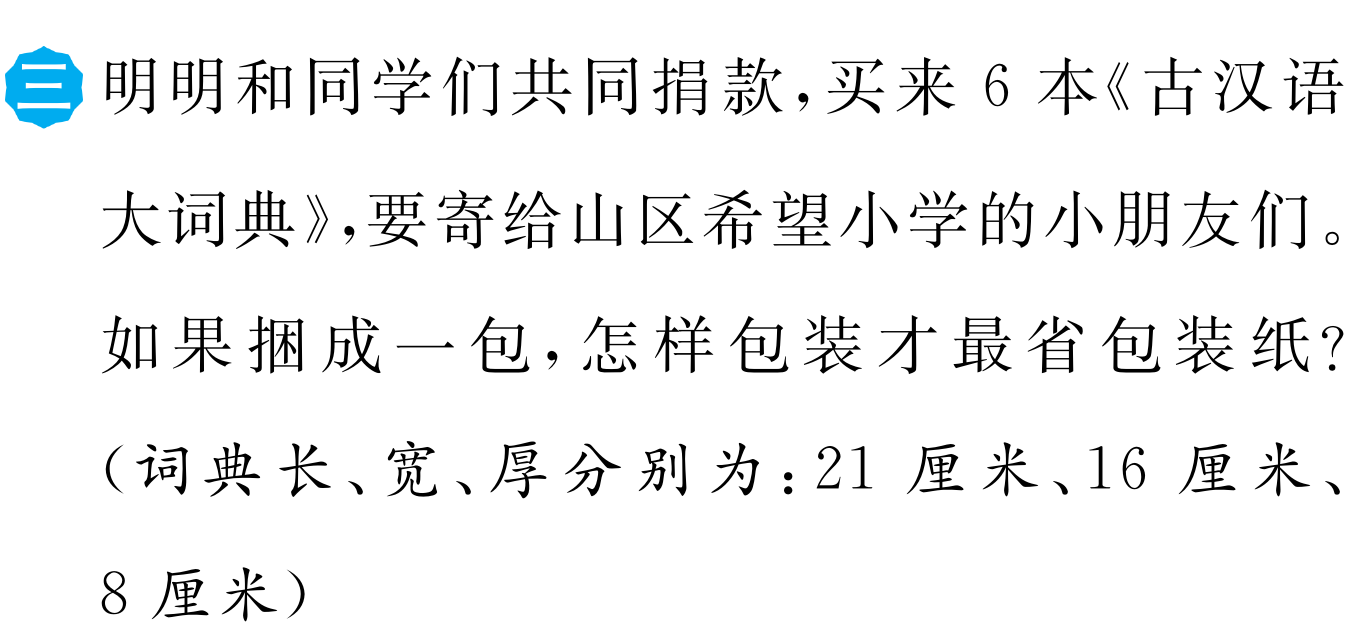 三 明明和同学们共同捐款,买来 6 本《古汉语
大词典》,要寄给山区希望小学的小朋友们。
如果捆成一包,怎样包装才最省包装纸?
(词典长、宽、厚分别为:21 厘米、16 厘米、
8 厘米)